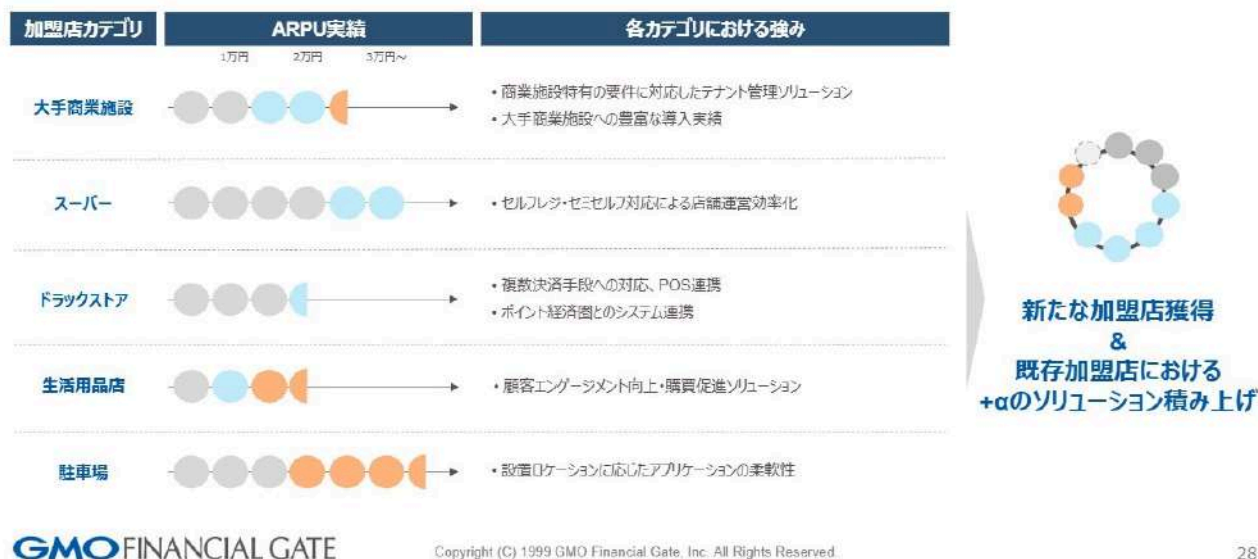 加盟店カテゴリ
ARPU実績
各カテゴリにおける強み
1万円
2万円
3万円～
大手商業施設
・商業施設特有の要件に対応したテナント管理ソリューション
・大手商業施設への豊富な導入実績
スーパー
・セルフレジ・セミセルフ対応による店舗運営効率化
ドラックストア
・複数決済手段への対応、POS連携
・ポイント経済圏とのシステム連携
生活用品店
・顧客エンゲージメント向上・購買促進ソリューション
駐車場
・設置ロケーションに応じたアプリケーションの柔軟性
新たな加盟店獲得
&
既存加盟店における
+αのソリューション積み上げ
GMO FINANCIAL GATE
Copyright (C) 1999 GMO Financial Gate, Inc. All Rights Reserved.
28